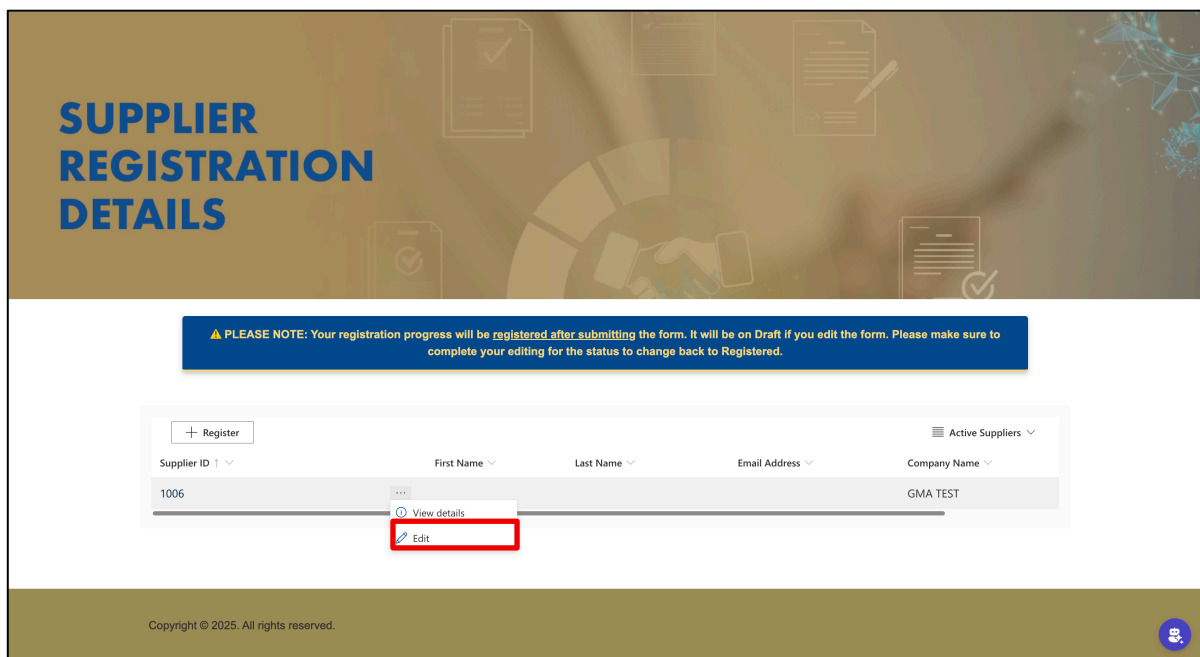 SUPPLIER
REGISTRATION
DETAILS
⚠ PLEASE NOTE: Your registration progress will be registered after submitting the form. It will be on Draft if you edit the form. Please make sure to
complete your editing for the status to change back to Registered.
+ Register
Active Suppliers
Supplier ID ↑ First Name Last Name Email Address Company Name
1006 ... GMA TEST
View details
Edit
Copyright © 2025. All rights reserved.